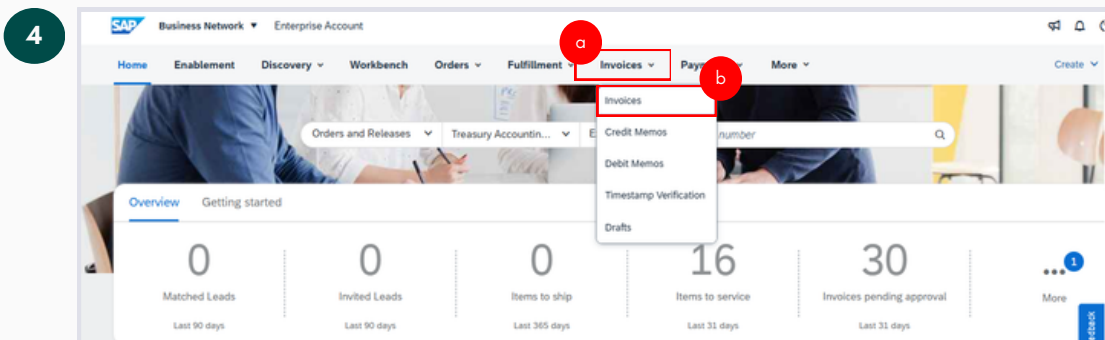 4
SAP Business Network ▼ Enterprise Account
a
Home Enablement Discovery Workbench Orders Fulfillment Invoices More Create
b
Invoices
Orders and Releases Treasury Accountin... number
Credit Memos
Debit Memos
Timestamp Verification
Drafts
Overview Getting started
0 0 0 16 30 ... 1
Matched Leads Invited Leads Items to ship Items to service Invoices pending approval More
Last 90 days Last 90 days Last 365 days Last 31 days Last 31 days